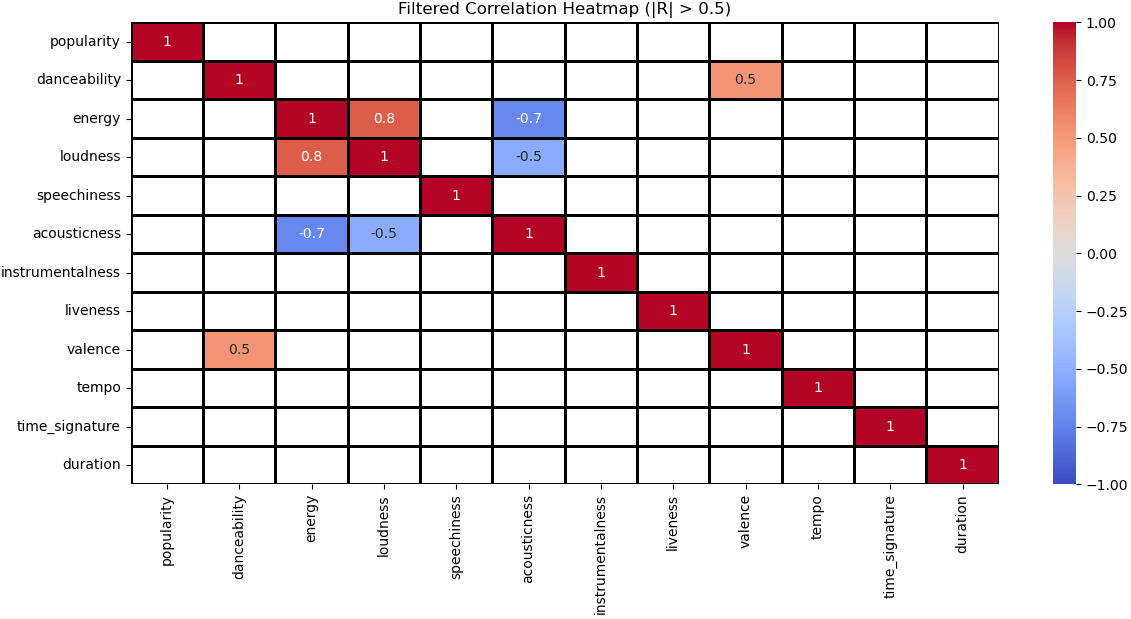 Filtered Correlation Heatmap (|R| > 0.5)
popularity 1
danceability 1 0.5
energy 1 0.8 -0.7
loudness 0.8 1 -0.5
speechiness 1
acousticness -0.7 -0.5 1
instrumentalness 1
liveness 1
valence 0.5 1
tempo 1
time_signature 1
duration 1
popularity
danceability
energy
loudness
speechiness
acousticness
instrumentalness
liveness
valence
tempo
time_signature
duration
1.00
0.75
0.50
0.25
0.00
−0.25
−0.50
−0.75
−1.00